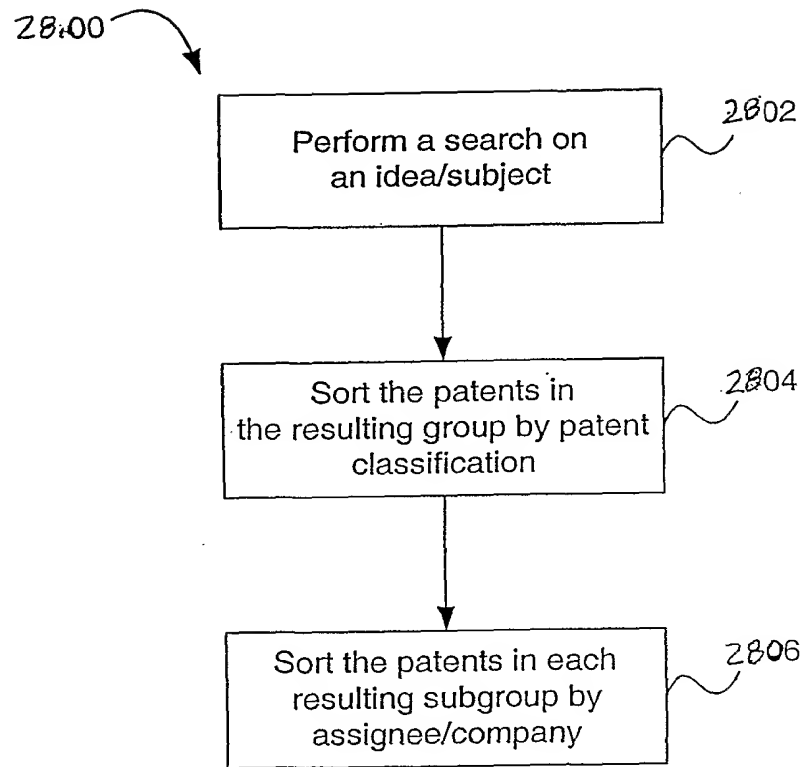 2800
Perform a search on
an idea/subject
2802
Sort the patents in
the resulting group by patent
classification
2804
Sort the patents in each
resulting subgroup by
assignee/company
2806